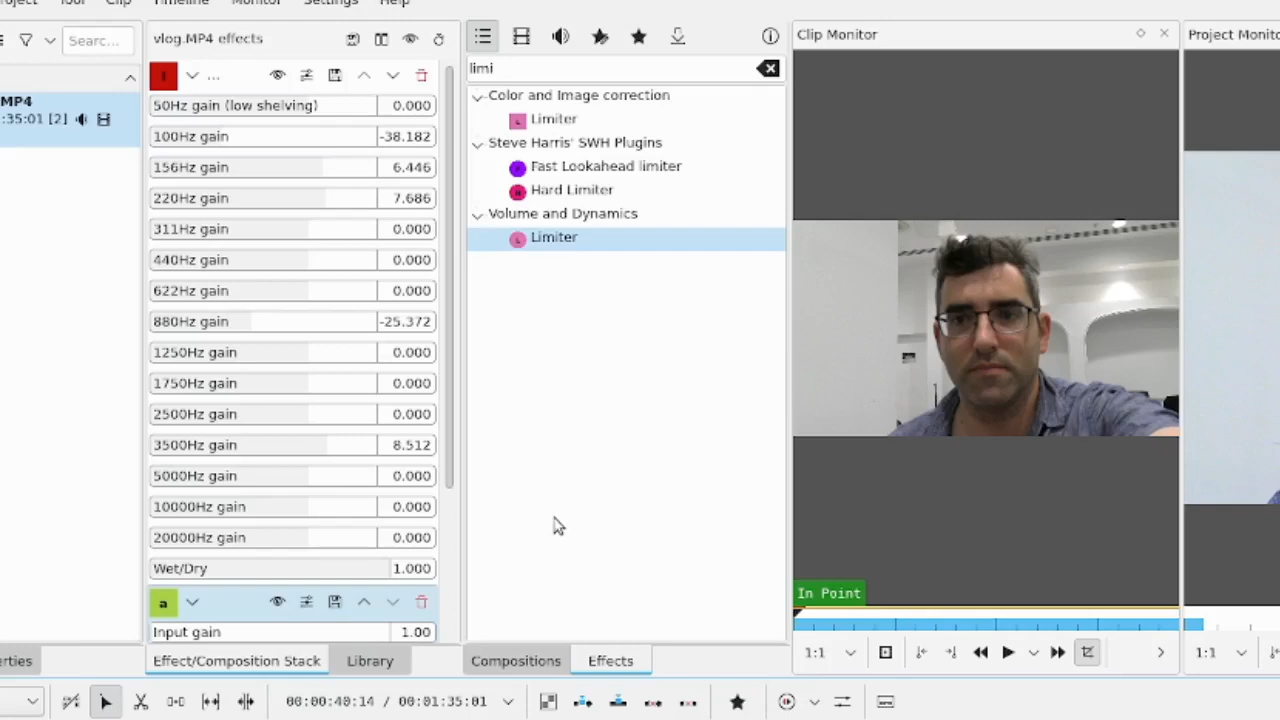 roject Tool Clip Timeline Monitor Settings Help
Searc...
MP4
:35:01 [2]
vlog.MP4 effects
...
50Hz gain (low shelving) 0.000
100Hz gain -38.182
156Hz gain 6.446
220Hz gain 7.686
311Hz gain 0.000
440Hz gain 0.000
622Hz gain 0.000
880Hz gain -25.372
1250Hz gain 0.000
1750Hz gain 0.000
2500Hz gain 0.000
3500Hz gain 8.512
5000Hz gain 0.000
10000Hz gain 0.000
20000Hz gain 0.000
Wet/Dry 1.000
a
Input gain 1.00
erties
Effect/Composition Stack
Library
limi
Color and Image correction
L Limiter
Steve Harris' SWH Plugins
Fast Lookahead limiter
H Hard Limiter
Volume and Dynamics
L Limiter
Compositions
Effects
Clip Monitor
In Point
1:1
Project Monito
1:1
00:00:40:14 / 00:01:35:01